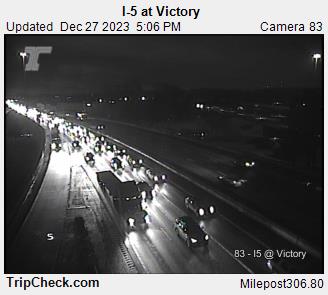 I-5 at Victory
Updated Dec 27 2023 5:06 PM Camera 83
T
S
83 - I5 @ Victory
TripCheck.com Milepost306.80